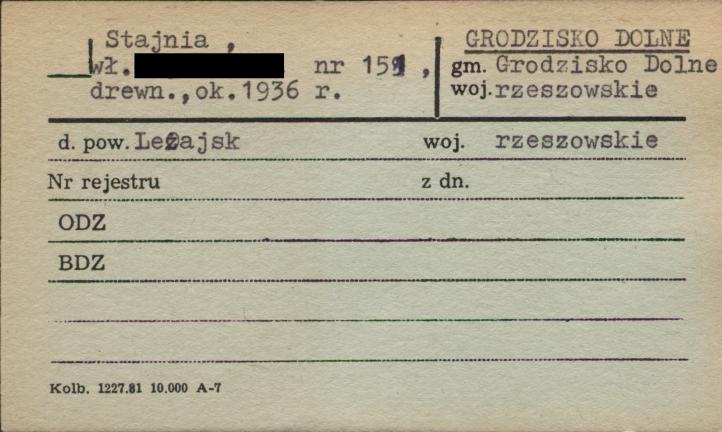 Stajnia ,
wł. nr 151 ,
drewn.,ok.1936 r.
GRODZISKO DOLNE
gm. Grodzisko Dolne
woj. rzeszowskie
d. pow. Leżajsk woj. rzeszowskie
Nr rejestru z dn.
ODZ
BDZ
Kolb. 1227.81 10.000 A-7